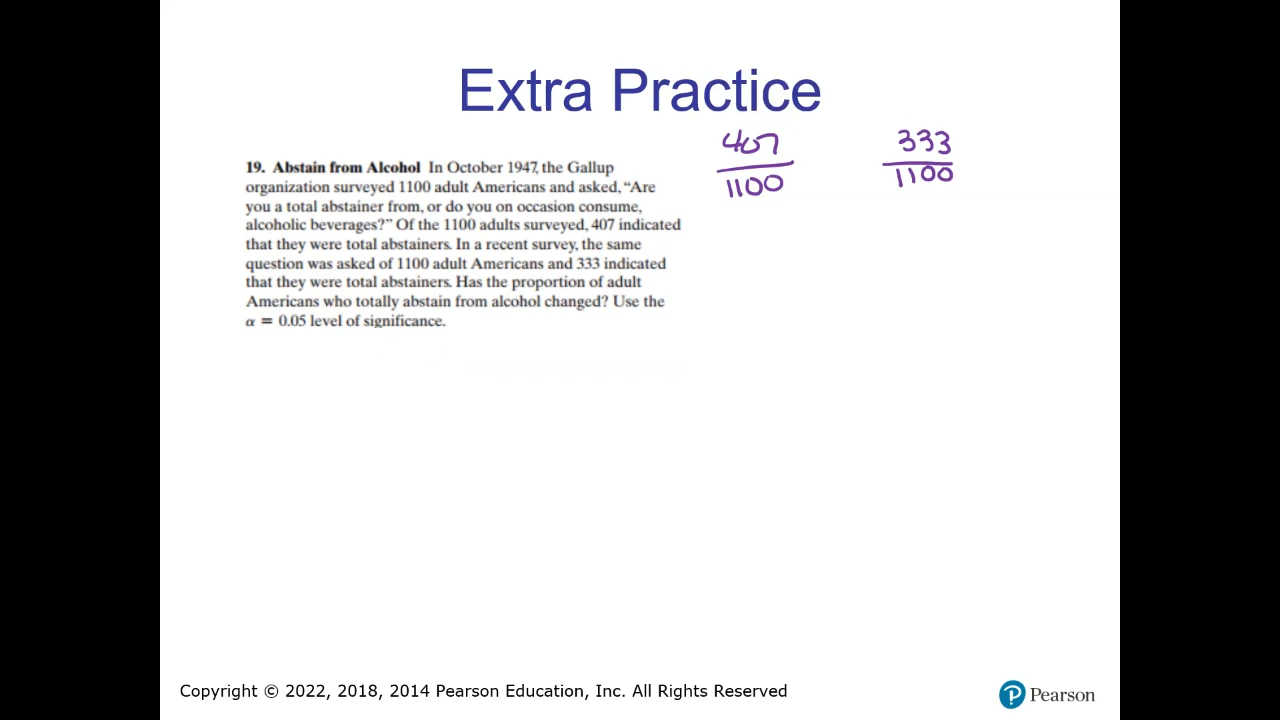 Extra Practice
407
1100
333
1100
19. Abstain from Alcohol In October 1947, the Gallup
organization surveyed 1100 adult Americans and asked, “Are
you a total abstainer from, or do you on occasion consume,
alcoholic beverages?” Of the 1100 adults surveyed, 407 indicated
that they were total abstainers. In a recent survey, the same
question was asked of 1100 adult Americans and 333 indicated
that they were total abstainers. Has the proportion of adult
Americans who totally abstain from alcohol changed? Use the
α = 0.05 level of significance.
Copyright © 2022, 2018, 2014 Pearson Education, Inc. All Rights Reserved
P Pearson